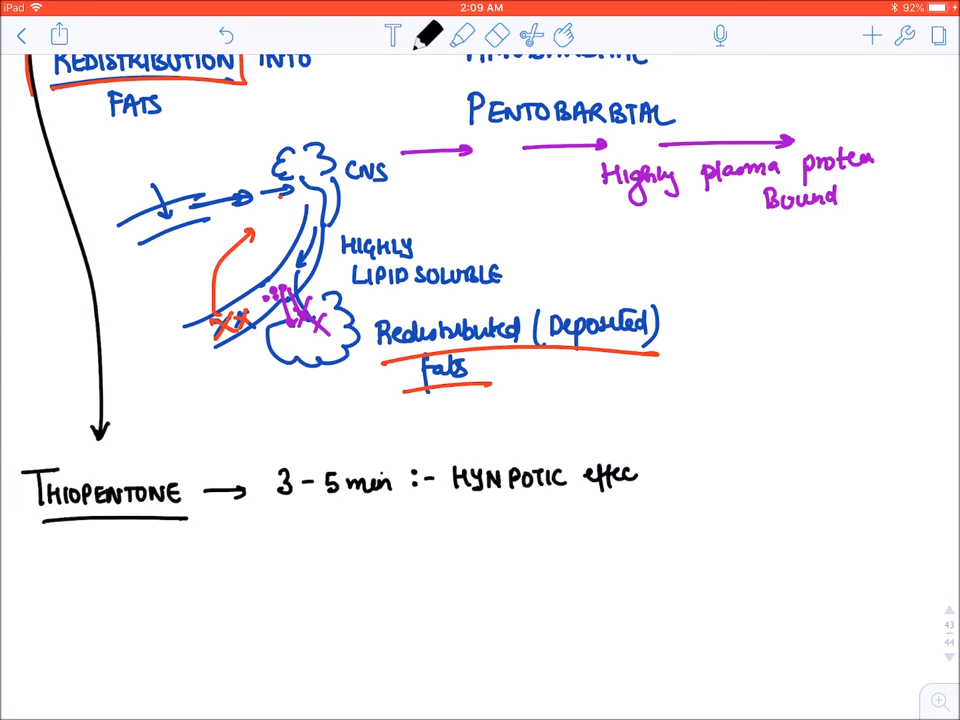 iPad
2:09 AM
92%
T
REDISTRIBUTION INTO
FATS
PENTOBARBTAL
CNS
Highly plasma protein
Bound
HIGHLY
LIPID SOLUBLE
Redistributed (Deposited)
Fats
THIOPENTONE → 3 - 5 min :- HYNPOTIC effec
43
44